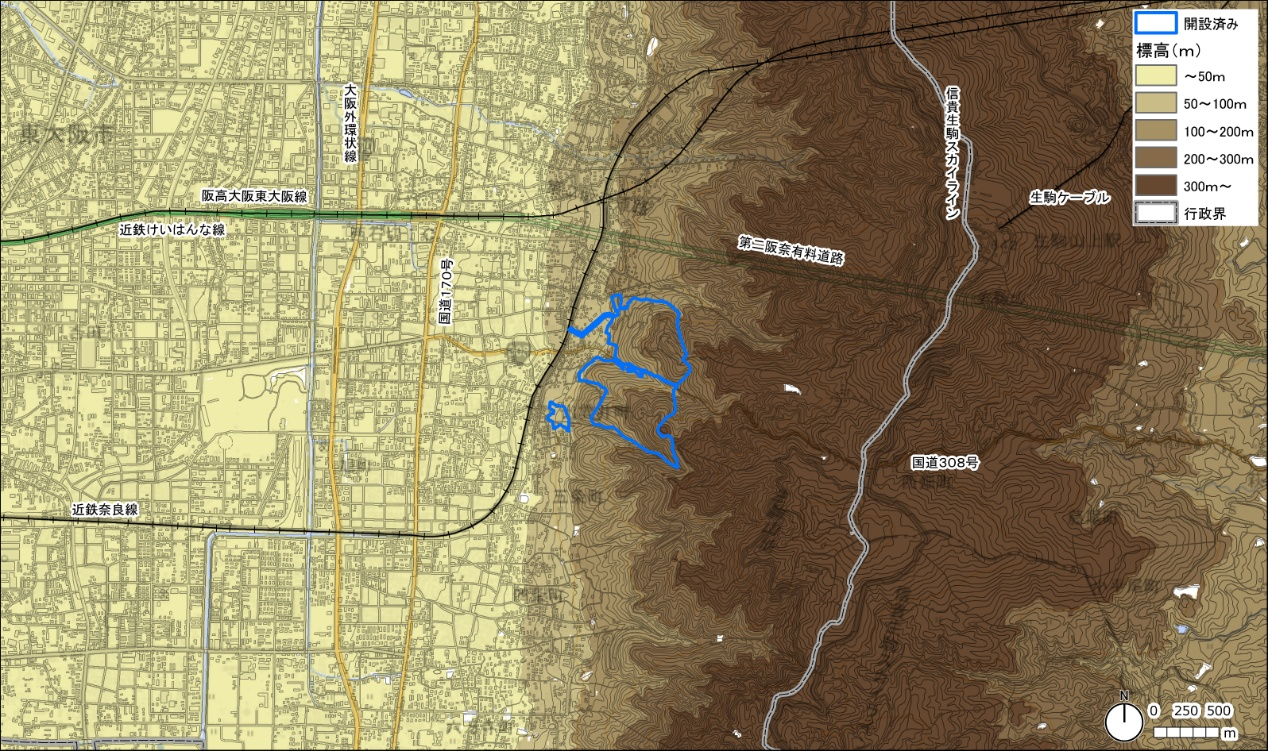 開設済み
標高(m)
～50m
50～100m
100～200m
200～300m
300m～
行政界
大阪外環状線
信貴生駒スカイライン
東大阪市
生駒ケーブル
阪高大阪東大阪線
近鉄けいはんな線
第二阪奈有料道路
国道170号
国道308号
近鉄奈良線
N
0 250 500
m